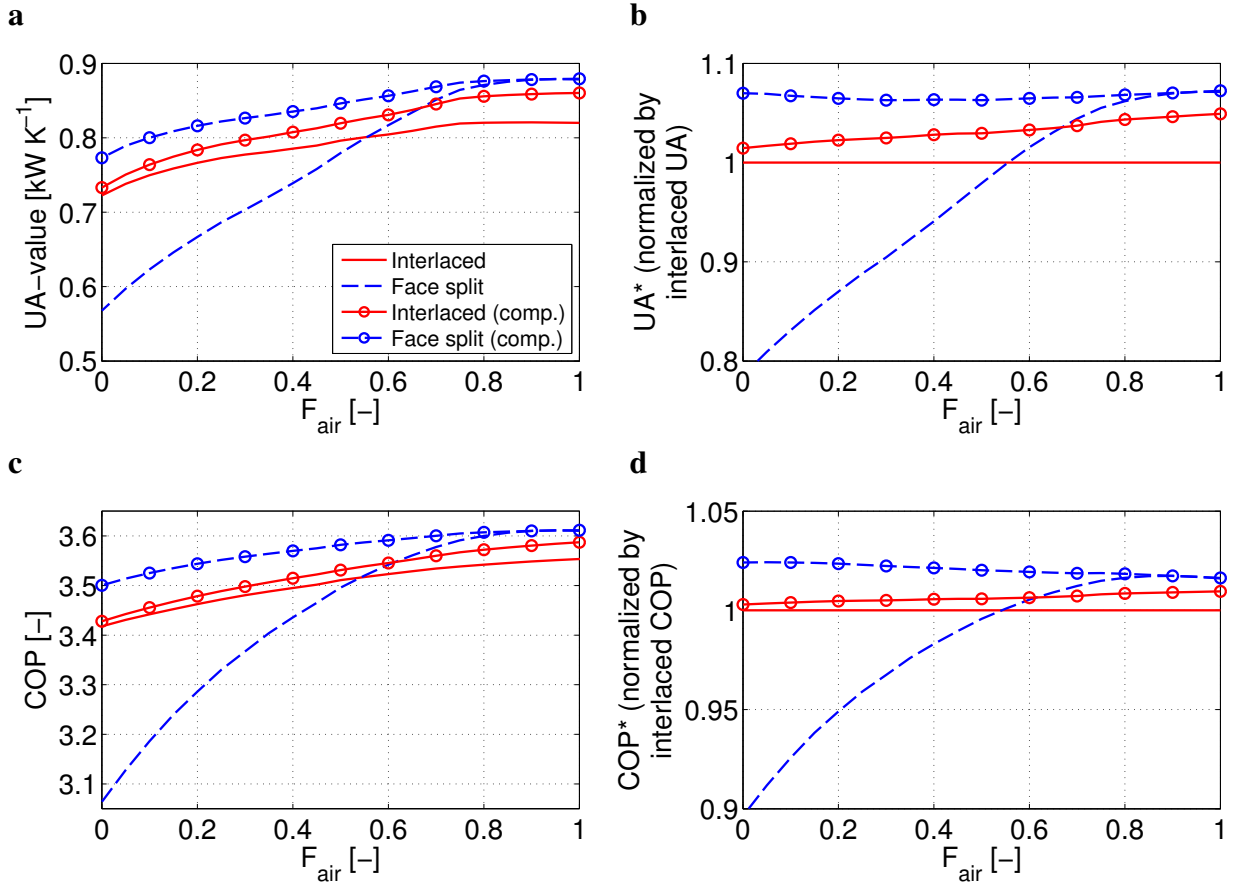 a
0.9
0.8
0.7
0.6
0.5
UA−value [kW K⁻¹]
0
0.2
0.4
0.6
0.8
1
F_air [−]
Interlaced
Face split
Interlaced (comp.)
Face split (comp.)
b
1.1
1
0.9
0.8
UA* (normalized by
interlaced UA)
0
0.2
0.4
0.6
0.8
1
F_air [−]
c
3.6
3.5
3.4
3.3
3.2
3.1
COP [−]
0
0.2
0.4
0.6
0.8
1
F_air [−]
d
1.05
1
0.95
0.9
COP* (normalized by
interlaced COP)
0
0.2
0.4
0.6
0.8
1
F_air [−]